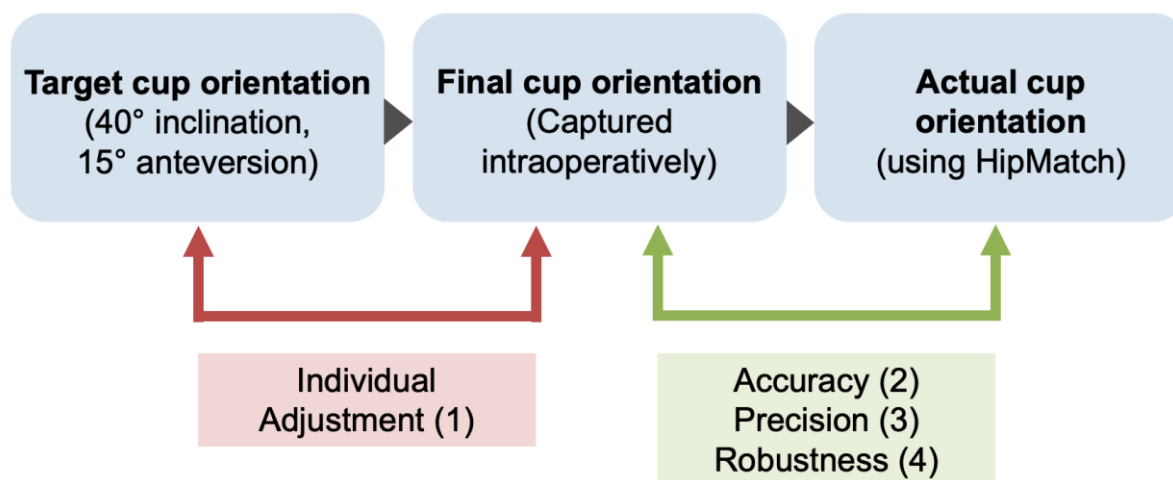 Target cup orientation
(40° inclination,
15° anteversion)
Final cup orientation
(Captured
intraoperatively)
Actual cup
orientation
(using HipMatch)
Individual
Adjustment (1)
Accuracy (2)
Precision (3)
Robustness (4)